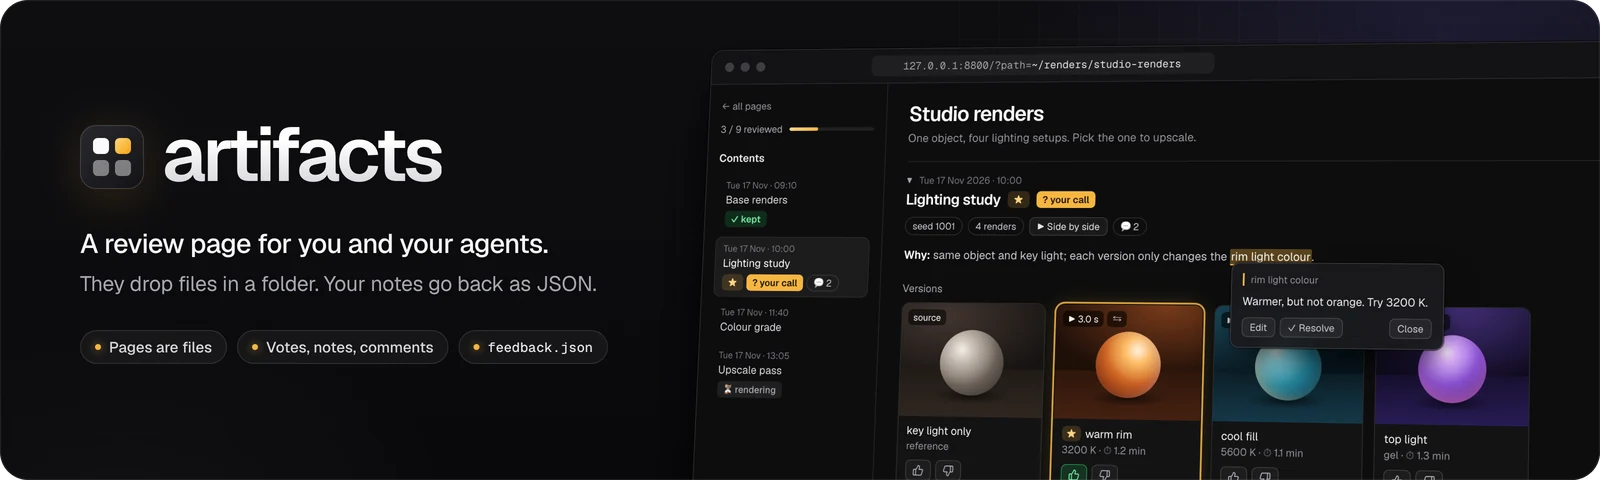 artifacts
A review page for you and your agents.
They drop files in a folder. Your notes go back as JSON.
Pages are files
Votes, notes, comments
feedback.json
127.0.0.1:8800/?path=~/renders/studio-renders
← all pages
3 / 9 reviewed
Contents
Tue 17 Nov · 09:10
Base renders
✓ kept
Tue 17 Nov · 10:00
Lighting study
★ ? your call 💬 2
Tue 17 Nov · 11:40
Colour grade
Tue 17 Nov · 13:05
Upscale pass
⏳ rendering
Studio renders
One object, four lighting setups. Pick the one to upscale.
▼ Tue 17 Nov 2026 · 10:00
Lighting study ★ ? your call
seed 1001 4 renders ▶ Side by side 💬 2
Why: same object and key light; each version only changes the rim light colour.
rim light colour
Warmer, but not orange. Try 3200 K.
Edit ✓ Resolve Close
Versions
source
key light only
reference
▶ 3.0 s ⇆
★ warm rim
3200 K · ⏱ 1.2 min
cool fill
5600 K · ⏱ 1.1 min
top light
gel · ⏱ 1.3 min